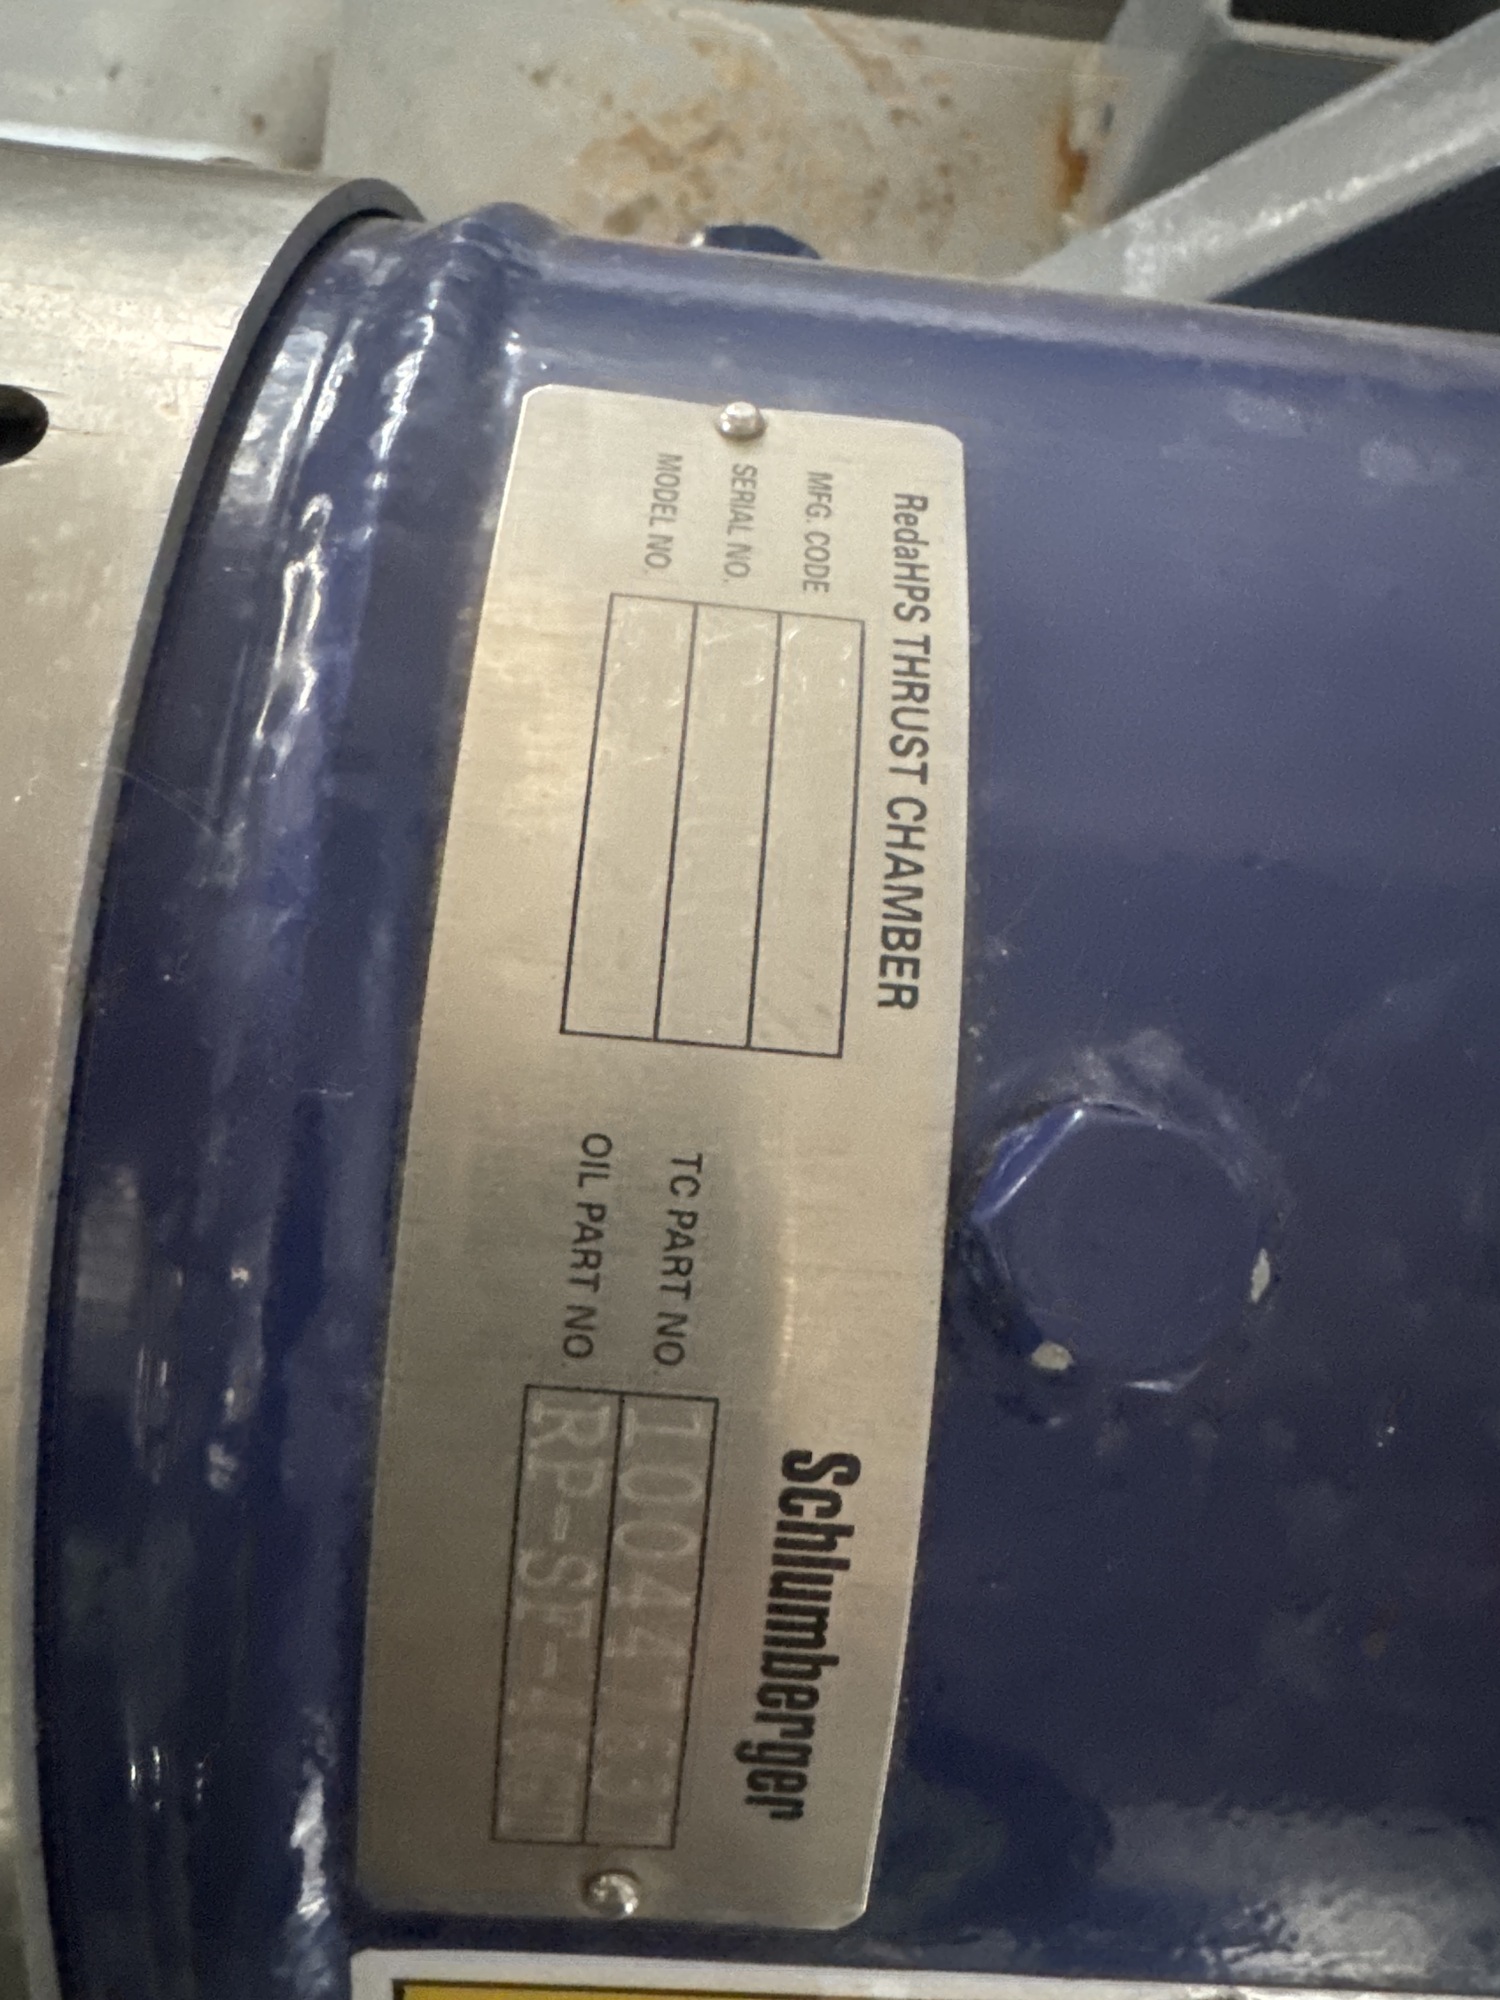 RedaHPS THRUST CHAMBER
MFG. CODE
SERIAL NO.
MODEL NO.
Schlumberger
TC PART NO.
OIL PART NO.